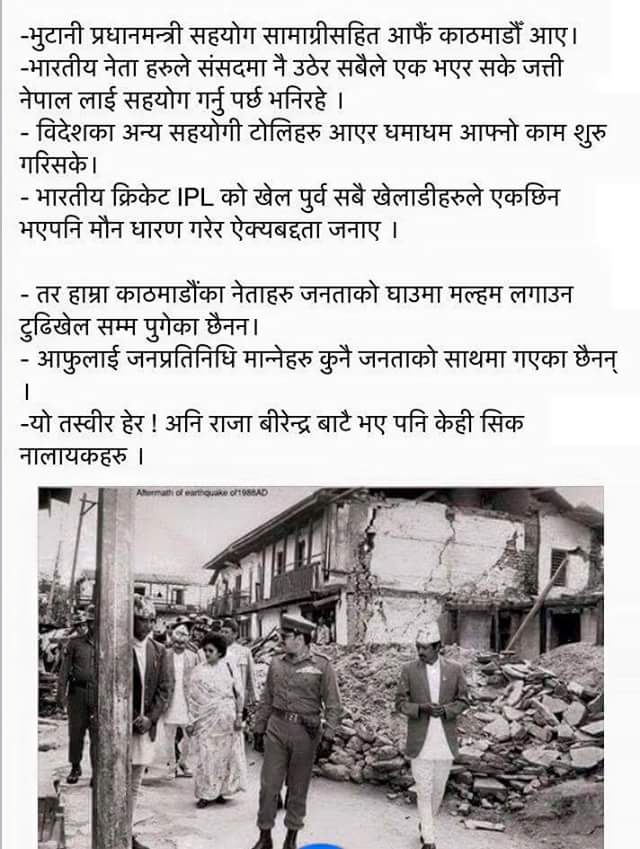 -भुटानी प्रधानमन्त्री सहयोग सामाग्रीसहित आफैं काठमाडौँ आए।
-भारतीय नेता हरुले संसदमा नै उठेर सबैले एक भएर सके जत्ती
नेपाल लाई सहयोग गर्नु पर्छ भनिरहे ।
- विदेशका अन्य सहयोगी टोलिहरु आएर धमाधम आफ्नो काम शुरु
गरिसके।
- भारतीय क्रिकेट IPL को खेल पुर्व सबै खेलाडीहरुले एकछिन
भएपनि मौन धारण गरेर ऐक्यबद्दता जनाए ।
- तर हाम्रा काठमाडौंका नेताहरु जनताको घाउमा मल्हम लगाउन
टुढिखेल सम्म पुगेका छैनन।
- आफुलाई जनप्रतिनिधि मान्नेहरु कुनै जनताको साथमा गएका छैनन्
।
-यो तस्वीर हेर ! अनि राजा बीरेन्द्र बाटै भए पनि केही सिक
नालायकहरु ।
Aftermath of earthquake of1988AD